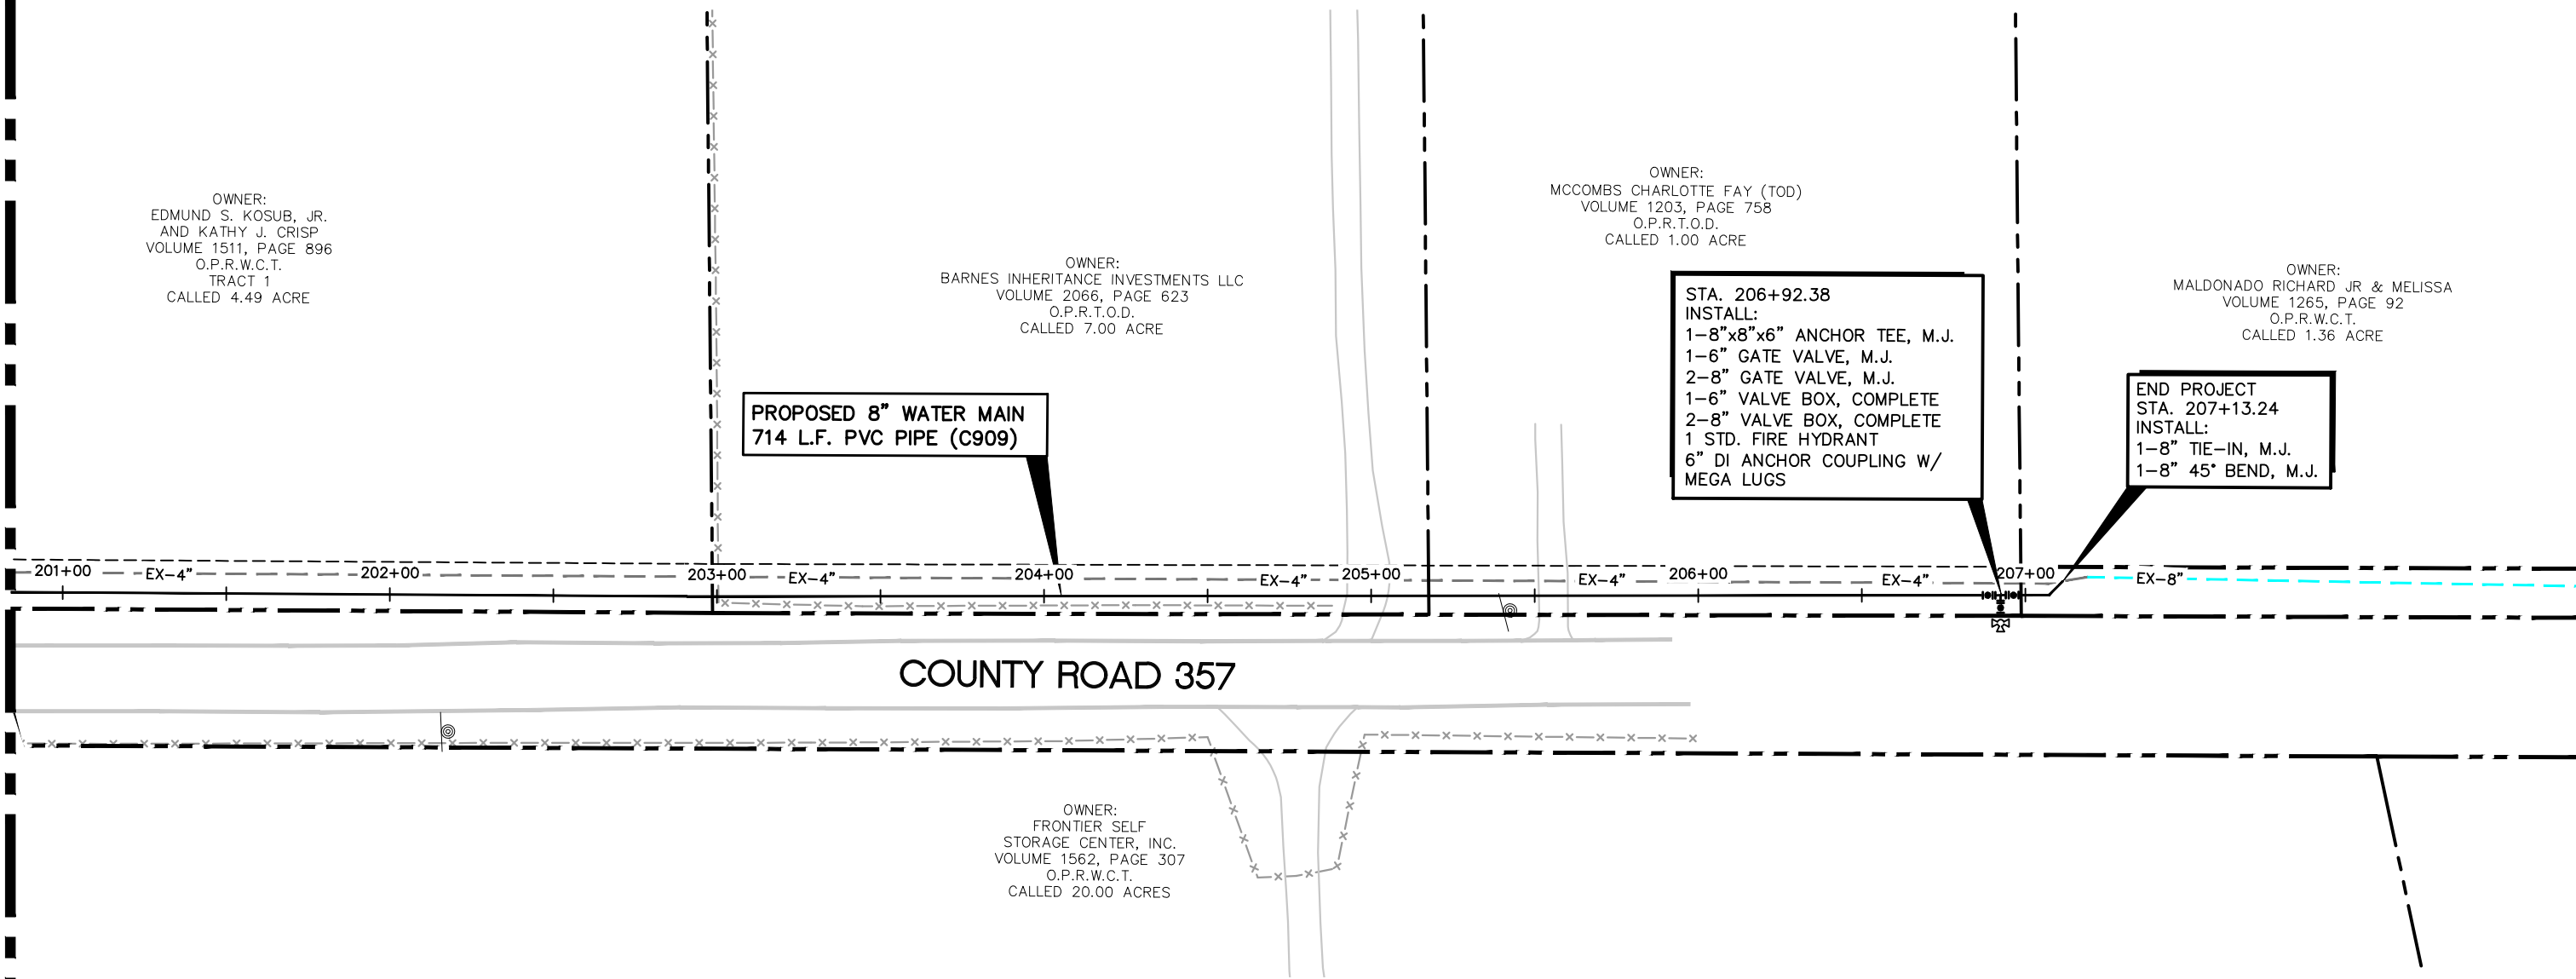 OWNER:
EDMUND S. KOSUB, JR.
AND KATHY J. CRISP
VOLUME 1511, PAGE 896
O.P.R.W.C.T.
TRACT 1
CALLED 4.49 ACRE
OWNER:
BARNES INHERITANCE INVESTMENTS LLC
VOLUME 2066, PAGE 623
O.P.R.T.O.D.
CALLED 7.00 ACRE
OWNER:
MCCOMBS CHARLOTTE FAY (TOD)
VOLUME 1203, PAGE 758
O.P.R.T.O.D.
CALLED 1.00 ACRE
OWNER:
MALDONADO RICHARD JR & MELISSA
VOLUME 1265, PAGE 92
O.P.R.W.C.T.
CALLED 1.36 ACRE
PROPOSED 8" WATER MAIN
714 L.F. PVC PIPE (C909)
STA. 206+92.38
INSTALL:
1-8"x8"x6" ANCHOR TEE, M.J.
1-6" GATE VALVE, M.J.
2-8" GATE VALVE, M.J.
1-6" VALVE BOX, COMPLETE
2-8" VALVE BOX, COMPLETE
1 STD. FIRE HYDRANT
6" DI ANCHOR COUPLING W/
MEGA LUGS
END PROJECT
STA. 207+13.24
INSTALL:
1-8" TIE-IN, M.J.
1-8" 45° BEND, M.J.
201+00 EX-4" 202+00 203+00 EX-4" 204+00 EX-4" 205+00 EX-4" 206+00 EX-4" 207+00 EX-8"
COUNTY ROAD 357
OWNER:
FRONTIER SELF
STORAGE CENTER, INC.
VOLUME 1562, PAGE 307
O.P.R.W.C.T.
CALLED 20.00 ACRES